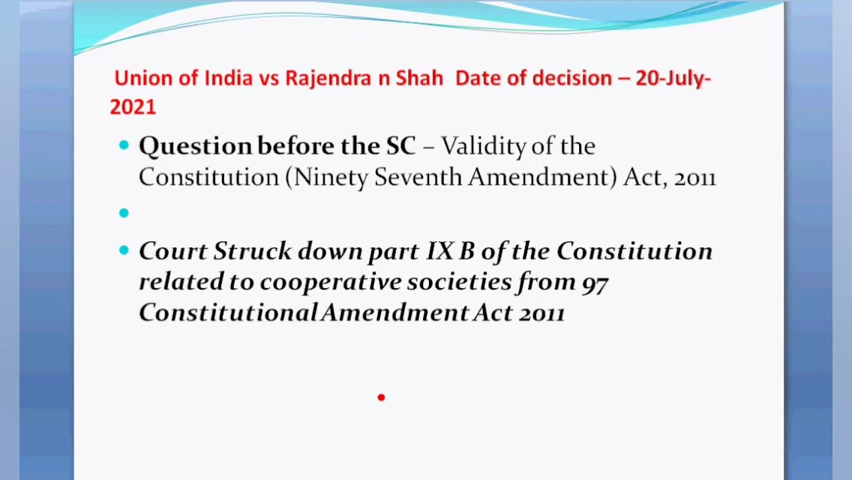 Union of India vs Rajendra n Shah Date of decision – 20-July-
2021
Question before the SC – Validity of the
Constitution (Ninety Seventh Amendment) Act, 2011
Court Struck down part IX B of the Constitution
related to cooperative societies from 97
Constitutional Amendment Act 2011